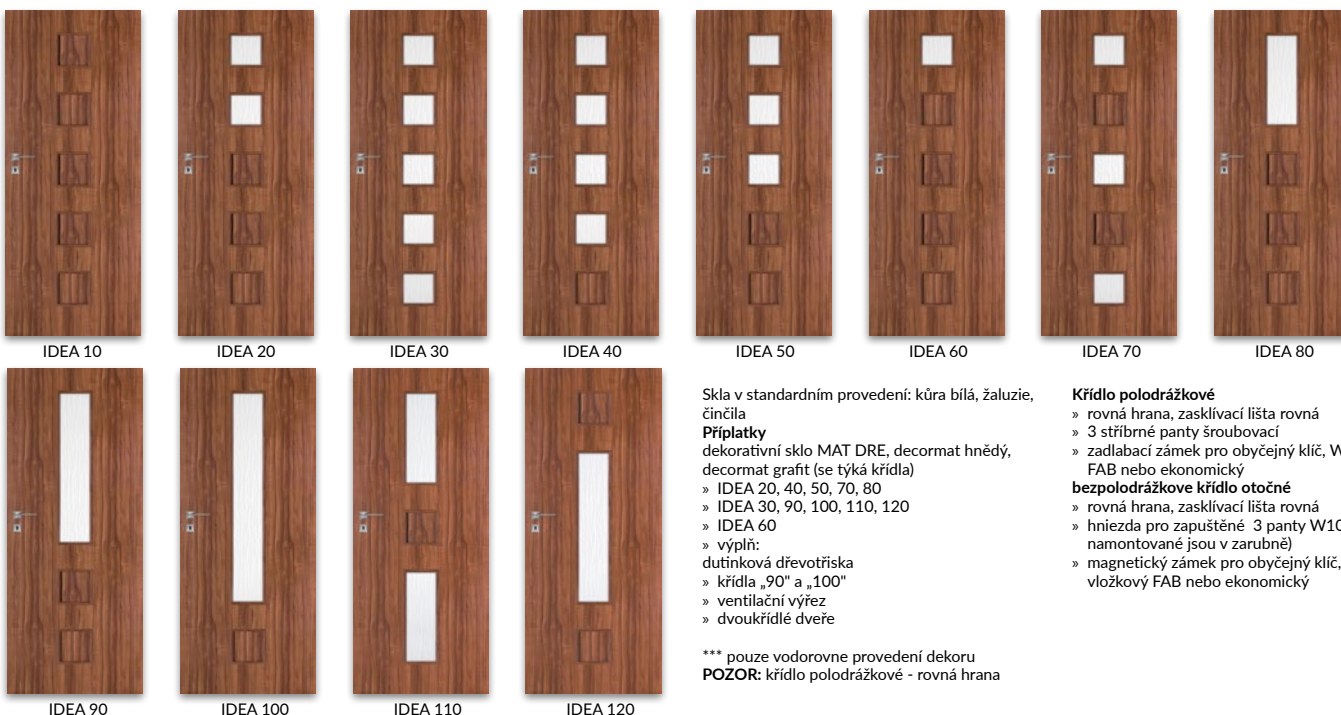 IDEA 10
IDEA 20
IDEA 30
IDEA 40
IDEA 50
IDEA 60
IDEA 70
IDEA 80
IDEA 90
IDEA 100
IDEA 110
IDEA 120
Skla v standardním provedení: kůra bílá, žaluzie,
činčila
Příplatky
dekorativní sklo MAT DRE, decormat hnědý,
decormat grafit (se týká křídla)
» IDEA 20, 40, 50, 70, 80
» IDEA 30, 90, 100, 110, 120
» IDEA 60
» výplň:
dutinková dřevotřiska
» křídla „90" a „100"
» ventilační výřez
» dvoukřídlé dveře
*** pouze vodorovne provedení dekoru
POZOR: křídlo polodrážkové - rovná hrana
Křídlo polodrážkové
» rovná hrana, zasklívací lišta rovná
» 3 stříbrné panty šroubovací
» zadlabací zámek pro obyčejný klíč,
FAB nebo ekonomický
bezpolodrážkove křídlo otočné
» rovná hrana, zasklívací lišta rovná
» hniezda pro zapuštěné 3 panty
namontované jsou v zarubně)
» magnetický zámek pro obyčejný klíč,
vložkový FAB nebo ekonomický